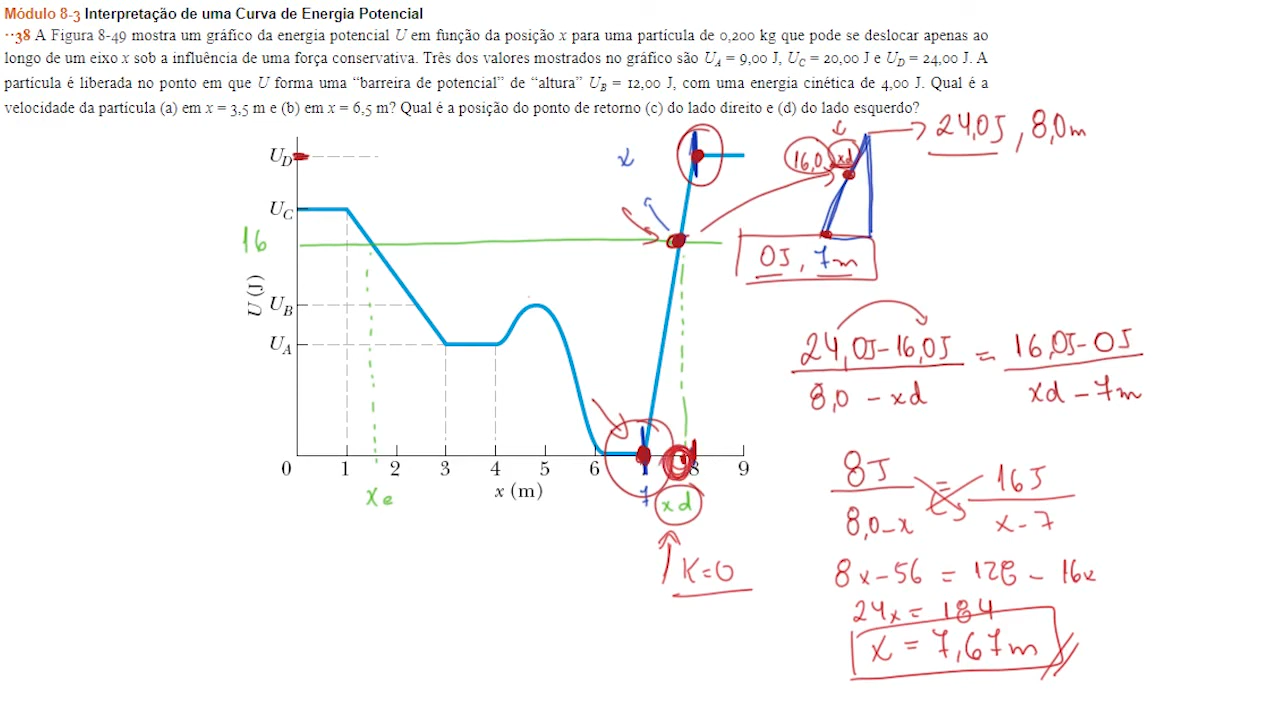 Módulo 8-3 Interpretação de uma Curva de Energia Potencial
••38 A Figura 8-49 mostra um gráfico da energia potencial U em função da posição x para uma partícula de 0,200 kg que pode se deslocar apenas ao
longo de um eixo x sob a influência de uma força conservativa. Três dos valores mostrados no gráfico são U_A = 9,00 J, U_C = 20,00 J e U_D = 24,00 J. A
partícula é liberada no ponto em que U forma uma “barreira de potencial” de “altura” U_B = 12,00 J, com uma energia cinética de 4,00 J. Qual é a
velocidade da partícula (a) em x = 3,5 m e (b) em x = 6,5 m? Qual é a posição do ponto de retorno (c) do lado direito e (d) do lado esquerdo?
24,0J, 8,0m
16,0, xd
U_D
U_C
16
0J, 7m
U (J)
U_B
U_A
24,0J-16,0J = 16,0J-0J
8,0 - xd xd - 7m
0 1 2 3 4 5 6 8 9
x (m)
7
xe
xd
8J = 16J
8,0-x x-7
K=0
8x-56 = 128 - 16x
24x = 184
x = 7,67m